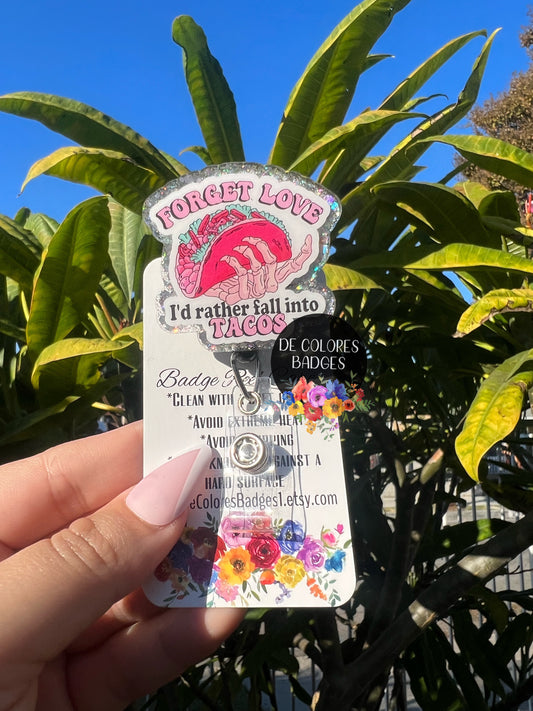 FORGET LOVE
I'd rather fall into
TACOS
DE COLORES
BADGES
Badge
*CLEAN WITH
*AVOID EXTREME HEAT
*AVOID
AGAINST A
HARD SURFACE
eColoresBadges1.etsy.com